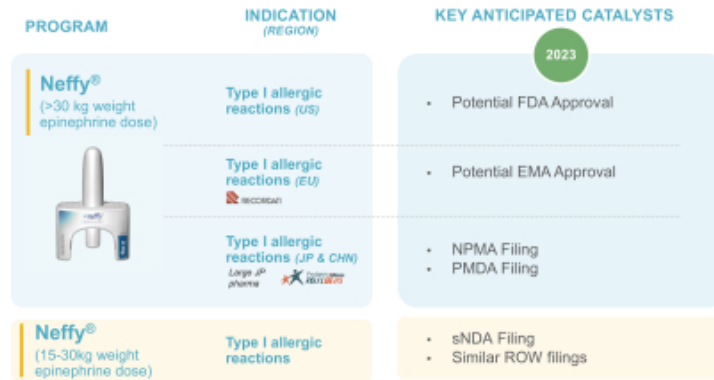 PROGRAM
INDICATION
(REGION)
KEY ANTICIPATED CATALYSTS
2023
Neffy®
(>30 kg weight
epinephrine dose)
Type I allergic
reactions (US)
• Potential FDA Approval
Type I allergic
reactions (EU)
RECORDATI
• Potential EMA Approval
neffy
Type I allergic
reactions (JP & CHN)
Large JP
pharma
• NPMA Filing
• PMDA Filing
Neffy®
(15-30kg weight
epinephrine dose)
Type I allergic
reactions
• sNDA Filing
• Similar ROW filings